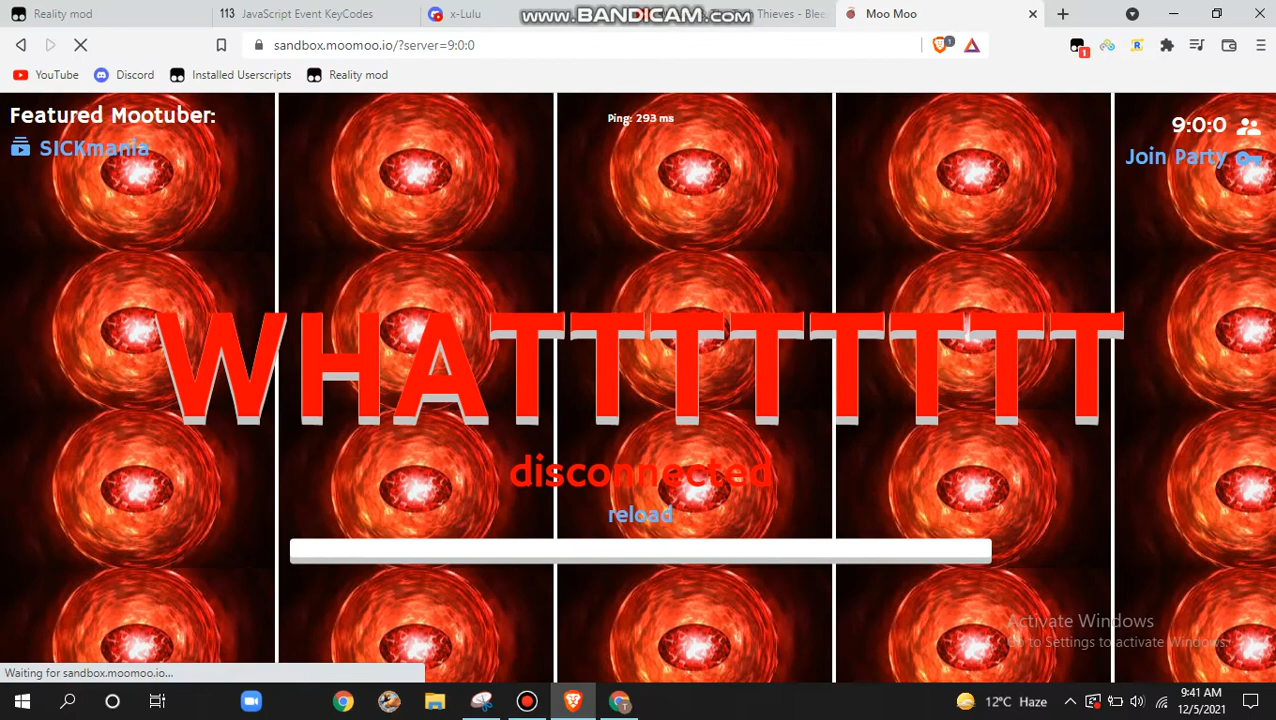 Reality mod
113 JavaScript Event KeyCodes
x-Lulu
Thieves - Blee
Moo Moo
www.BANDICAM.com
sandbox.moomoo.io/?server=9:0:0
1
1
YouTube
Discord
Installed Userscripts
Reality mod
Featured Mootuber:
SICKmania
Ping: 293 ms
9:0:0
Join Party
WHATTTTTTTT
disconnected
reload
Activate Windows
Go to Settings to activate Windows.
Waiting for sandbox.moomoo.io...
12°C Haze
9:41 AM
12/5/2021